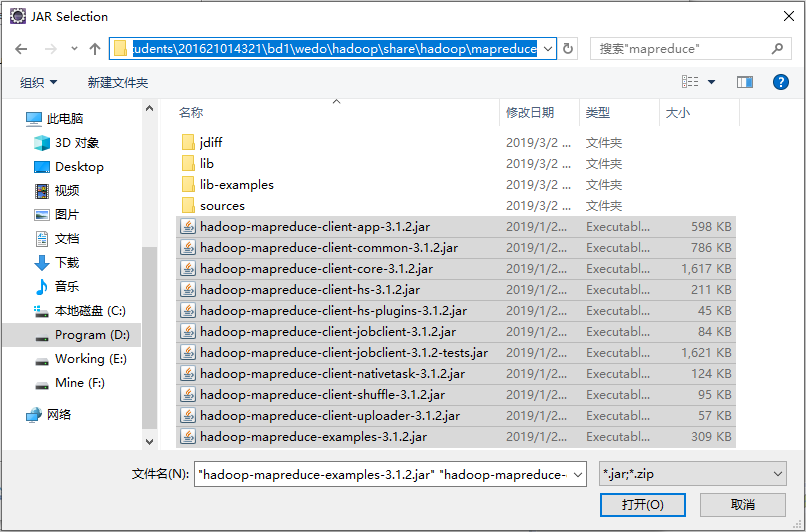 JAR Selection
tudents\201621014321\bd1\wedo\hadoop\share\hadoop\mapreduce
搜索"mapreduce"
组织
新建文件夹
名称 修改日期 类型 大小
此电脑
3D 对象
Desktop
视频
图片
文档
下载
音乐
本地磁盘 (C:)
Program (D:)
Working (E:)
Mine (F:)
网络
jdiff 2019/3/2 ... 文件夹
lib 2019/3/2 ... 文件夹
lib-examples 2019/3/2 ... 文件夹
sources 2019/3/2 ... 文件夹
hadoop-mapreduce-client-app-3.1.2.jar 2019/1/2... Executabl... 598 KB
hadoop-mapreduce-client-common-3.1.2.jar 2019/1/2... Executabl... 786 KB
hadoop-mapreduce-client-core-3.1.2.jar 2019/1/2... Executabl... 1,617 KB
hadoop-mapreduce-client-hs-3.1.2.jar 2019/1/2... Executabl... 211 KB
hadoop-mapreduce-client-hs-plugins-3.1.2.jar 2019/1/2... Executabl... 45 KB
hadoop-mapreduce-client-jobclient-3.1.2.jar 2019/1/2... Executabl... 84 KB
hadoop-mapreduce-client-jobclient-3.1.2-tests.jar 2019/1/2... Executabl... 1,621 KB
hadoop-mapreduce-client-nativetask-3.1.2.jar 2019/1/2... Executabl... 124 KB
hadoop-mapreduce-client-shuffle-3.1.2.jar 2019/1/2... Executabl... 95 KB
hadoop-mapreduce-client-uploader-3.1.2.jar 2019/1/2... Executabl... 57 KB
hadoop-mapreduce-examples-3.1.2.jar 2019/1/2... Executabl... 309 KB
文件名(N): "hadoop-mapreduce-examples-3.1.2.jar" "hadoop-mapreduce- *.jar;*.zip
打开(O) 取消